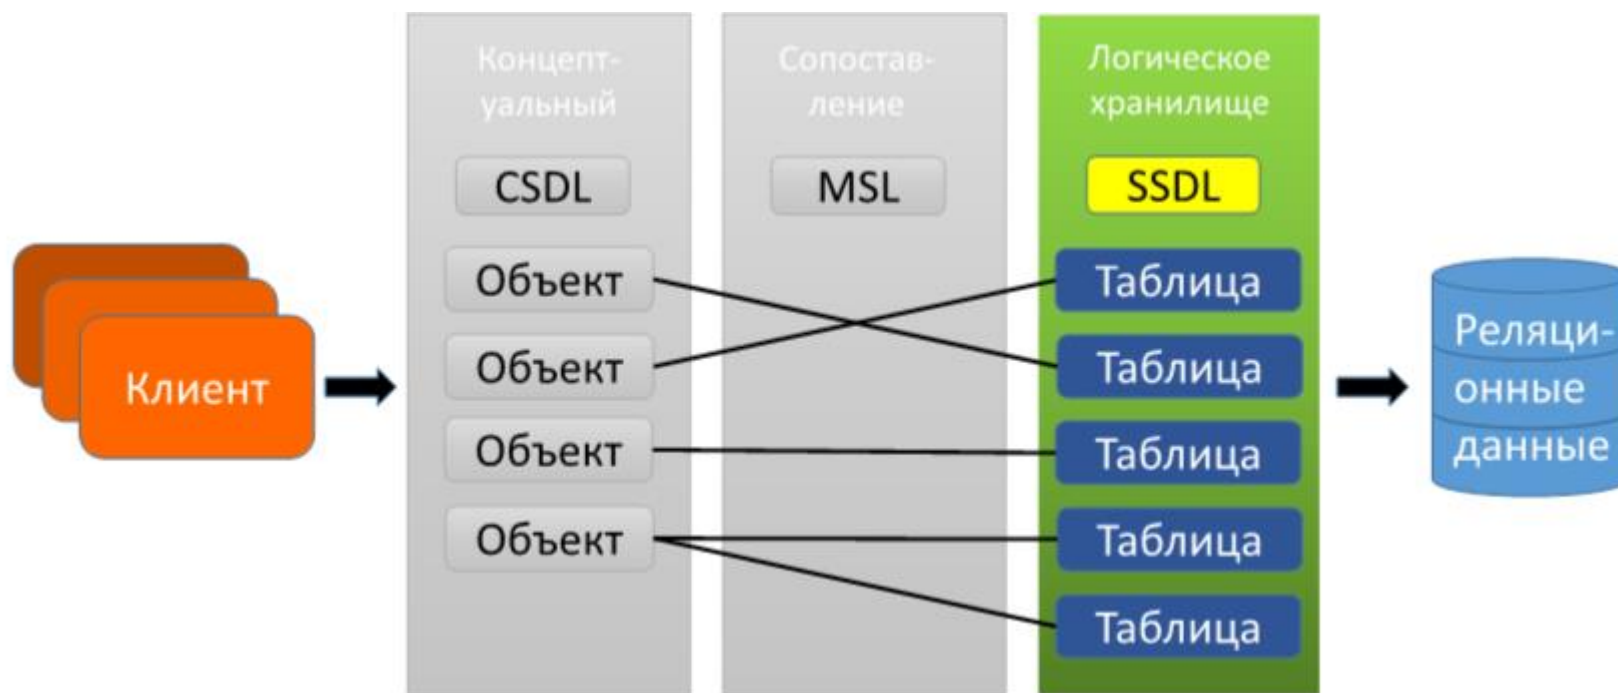 Концепт-
уальный
Сопостав-
ление
Логическое
хранилище
CSDL
MSL
SSDL
Объект
Таблица
Объект
Таблица
Объект
Таблица
Объект
Таблица
Таблица
Клиент
Реляци-
онные
данные